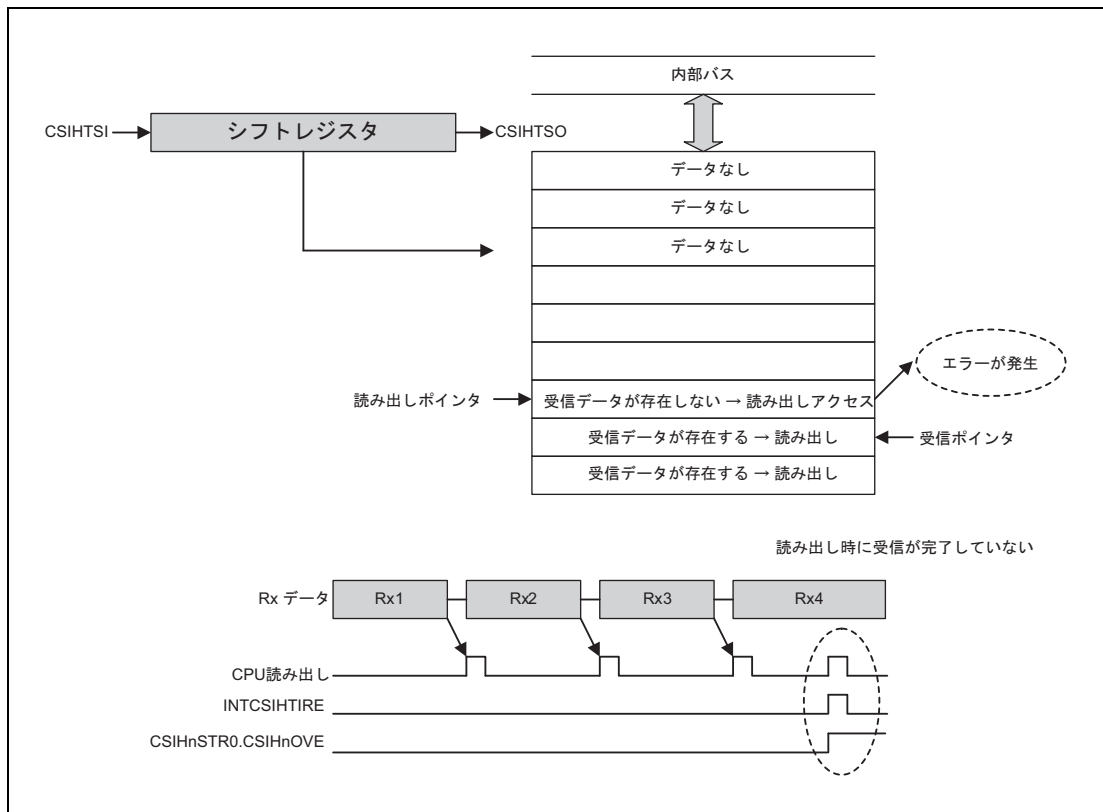 内部バス
CSIHTSI
シフトレジスタ
CSIHTSO
データなし
データなし
データなし
エラーが発生
読み出しポインタ
受信データが存在しない → 読み出しアクセス
受信データが存在する → 読み出し
受信ポインタ
受信データが存在する → 読み出し
読み出し時に受信が完了していない
Rx データ
Rx1
Rx2
Rx3
Rx4
CPU読み出し
INTCSIHTIRE
CSIHnSTR0.CSIHnOVE